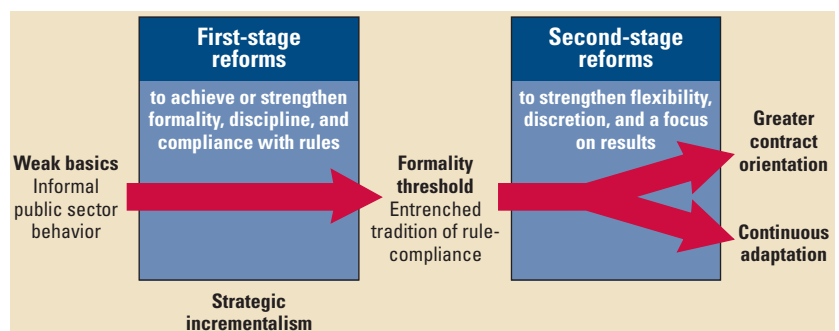 First-stage
reforms
to achieve or strengthen
formality, discipline, and
compliance with rules
Second-stage
reforms
to strengthen flexibility,
discretion, and a focus
on results
Weak basics
Informal
public sector
behavior
Formality
threshold
Entrenched
tradition of rule-
compliance
Greater
contract
orientation
Continuous
adaptation
Strategic
incrementalism